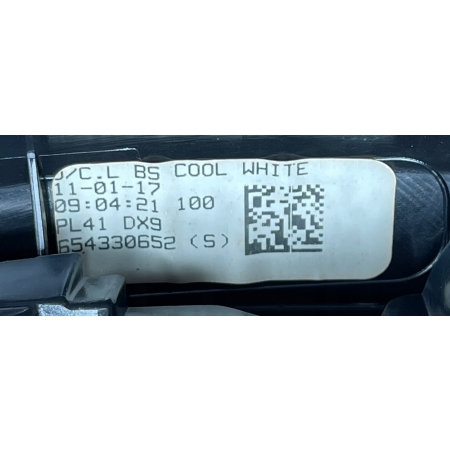 O/C.L BS COOL WHITE
11-01-17
09:04:21 100
PL41 DX9
654330652 (S)